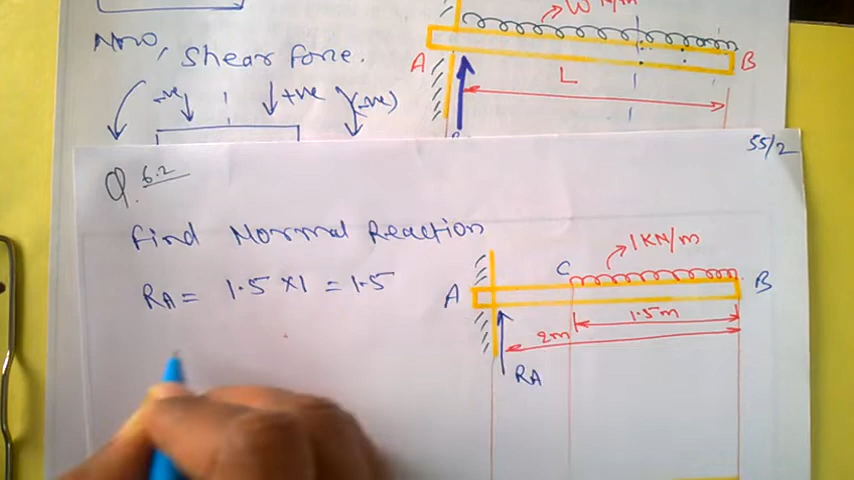 W
Now, Shear force.
A
B
L
-ve
+ve
(-ve)
55/2
Q. 6.2
Find Normal Reaction
RA = 1.5 × 1 = 1.5
1 KN/m
C
A
B
1.5m
2m
RA